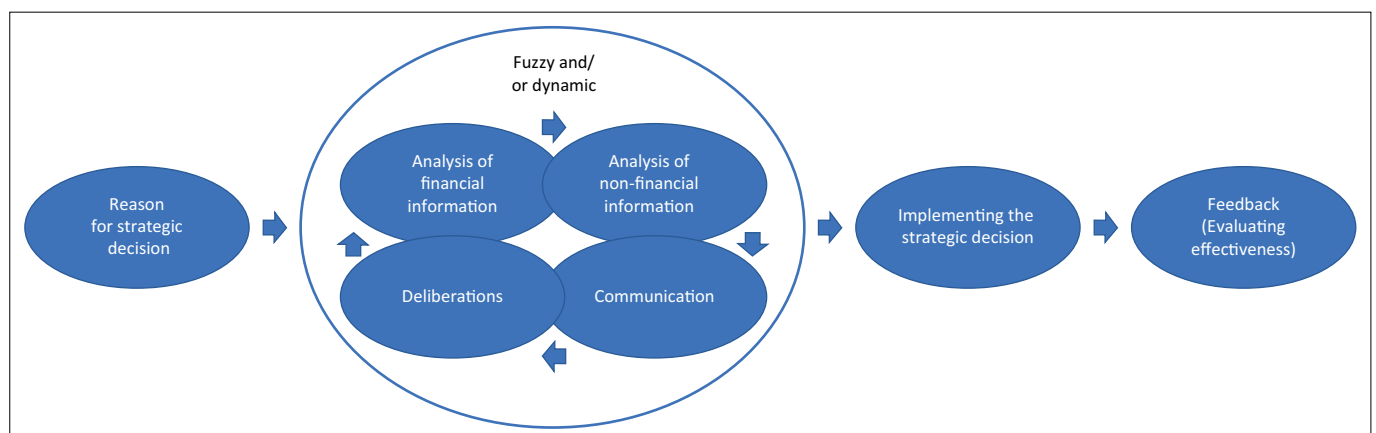 Reason
for strategic
decision
Fuzzy and/
or dynamic
Analysis of
financial
information
Analysis of
non-financial
information
Deliberations
Communication
Implementing the
strategic decision
Feedback
(Evaluating
effectiveness)